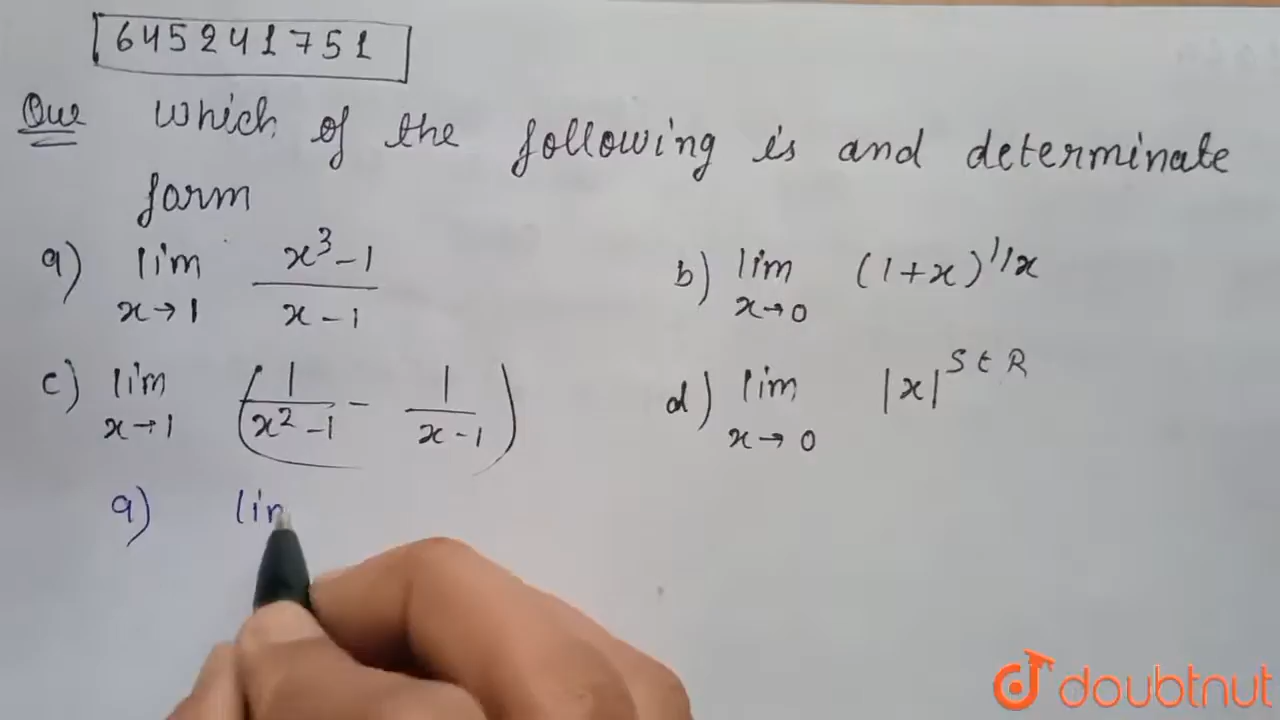 645241751
Que which of the following is and determinate
form
a) lim x→1 x³-1 / x-1
b) lim x→0 (1+x)^1/x
c) lim x→1 (1/x²-1 - 1/x-1)
d) lim x→0 |x|^S∈R
a) lim
doubtnut